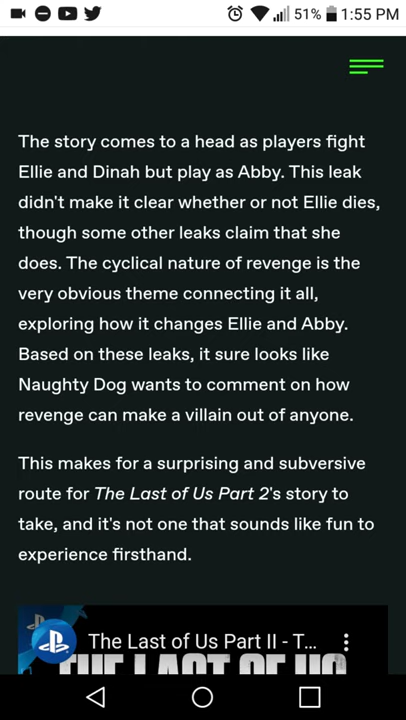 51% 1:55 PM
The story comes to a head as players fight
Ellie and Dinah but play as Abby. This leak
didn't make it clear whether or not Ellie dies,
though some other leaks claim that she
does. The cyclical nature of revenge is the
very obvious theme connecting it all,
exploring how it changes Ellie and Abby.
Based on these leaks, it sure looks like
Naughty Dog wants to comment on how
revenge can make a villain out of anyone.
This makes for a surprising and subversive
route for The Last of Us Part 2's story to
take, and it's not one that sounds like fun to
experience firsthand.
The Last of Us Part II - T...
THE LAST OF US